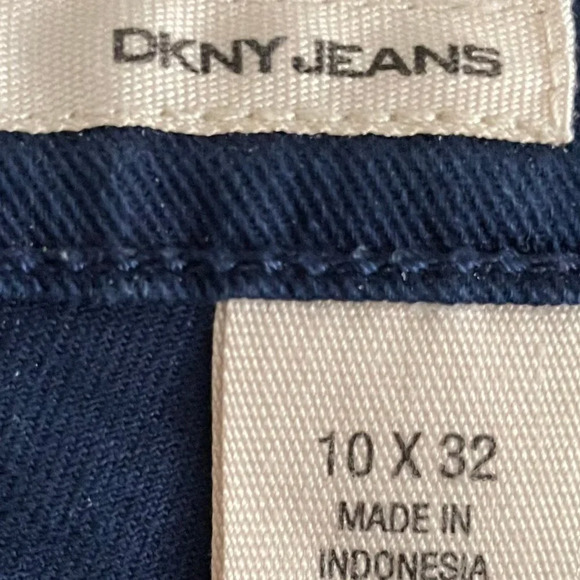 DKNY JEANS
10 X 32
MADE IN
INDONESIA